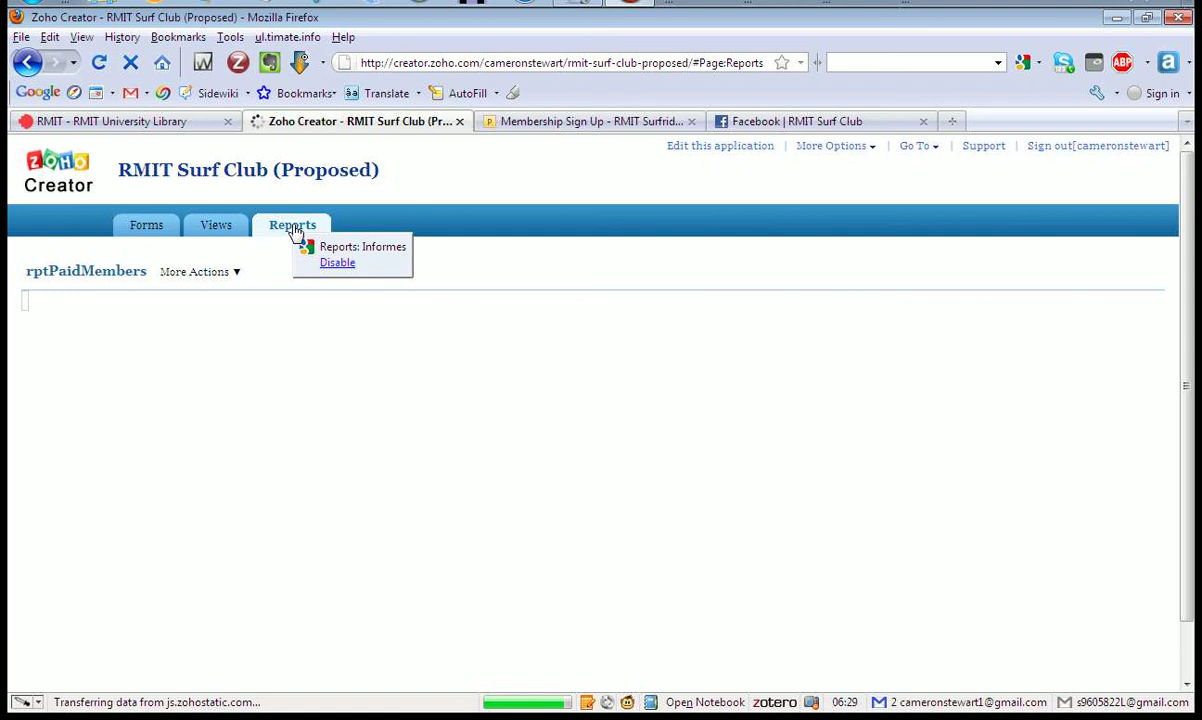 Zoho Creator - RMIT Surf Club (Proposed) - Mozilla Firefox
File Edit View History Bookmarks Tools ul.timate.info Help
http://creator.zoho.com/cameronstewart/rmit-surf-club-proposed/#Page:Reports
Google Sidewiki Bookmarks Translate AutoFill Sign in
RMIT - RMIT University Library Zoho Creator - RMIT Surf Club (Pr... Membership Sign Up - RMIT Surfrid... Facebook | RMIT Surf Club
Edit this application More Options Go To Support Sign out[cameronstewart]
ZOHO
Creator
RMIT Surf Club (Proposed)
Forms Views Reports
Reports: Informes
Disable
rptPaidMembers More Actions
Transferring data from js.zohostatic.com... Open Notebook zotero 06:29 2 cameronstewart1@gmail.com s9605822L@gmail.com